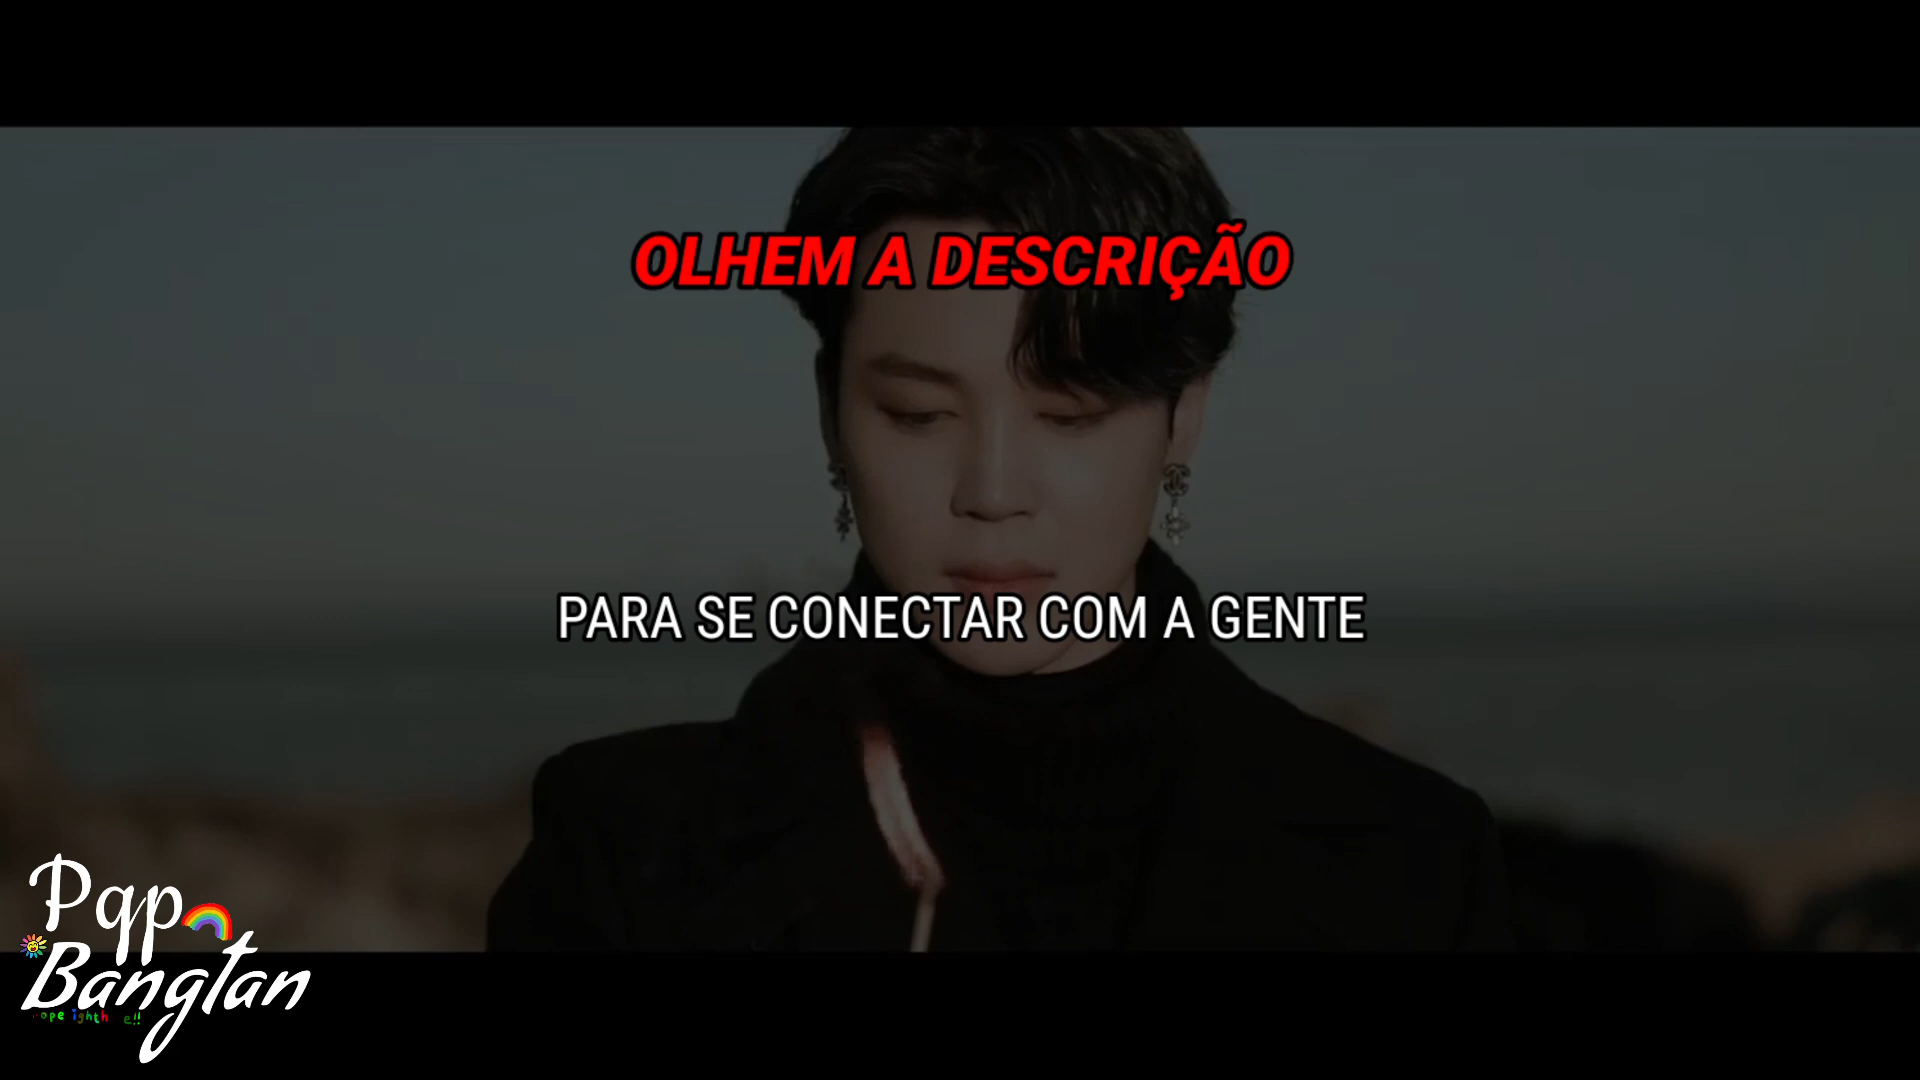 OLHEM A DESCRIÇÃO
PARA SE CONECTAR COM A GENTE
Pqp
Bangtan